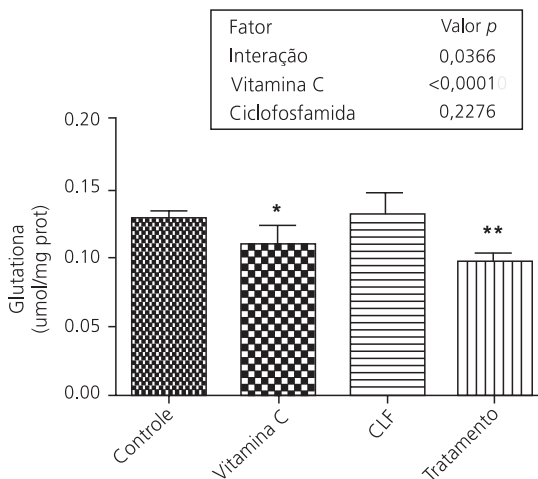 Fator Valor p
Interação 0,0366
Vitamina C <0,00010
Ciclofosfamida 0,2276
0.20
0.15
0.10
0.05
0.00
Glutationa
(umol/mg prot)
*
**
Controle
Vitamina C
CLF
Tratamento